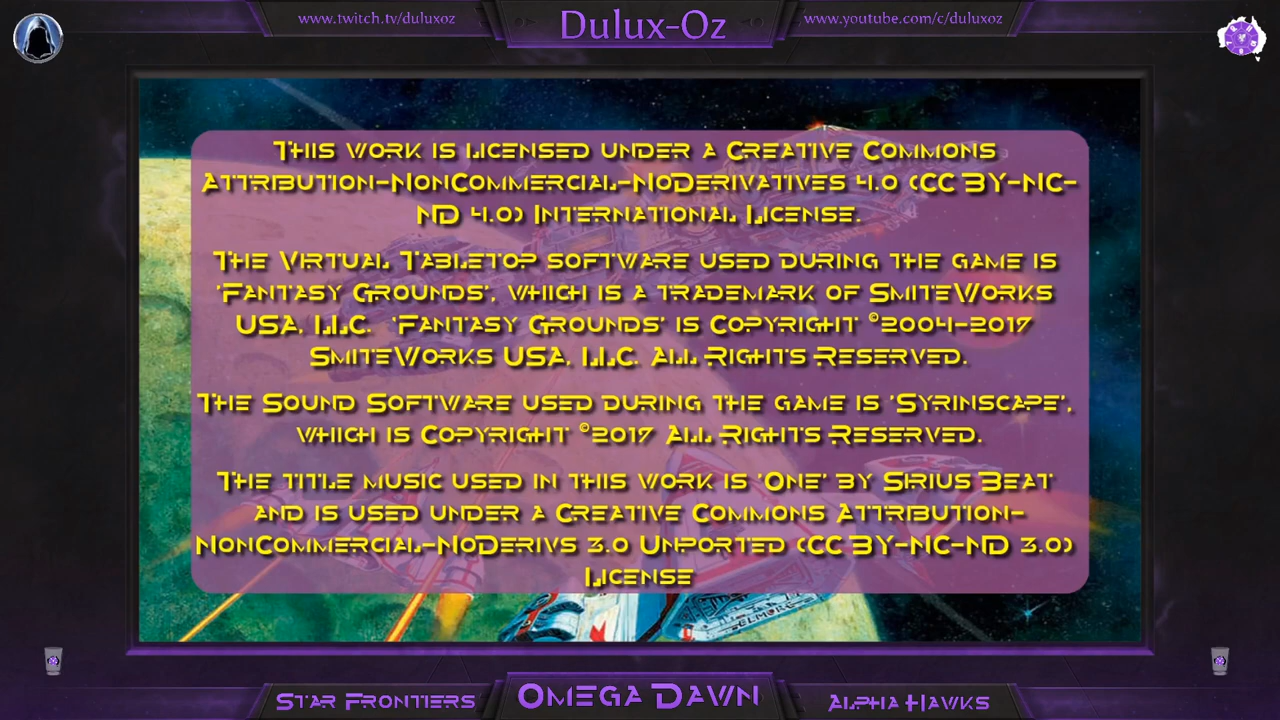 www.twitch.tv/duluxoz
Dulux-Oz
www.youtube.com/c/duluxoz
This work is licensed under a Creative Commons
Attribution-NonCommercial-NoDerivatives 4.0 (CC BY-NC-
ND 4.0) International License.
The Virtual Tabletop software used during the game is
'Fantasy Grounds', which is a trademark of SmiteWorks
USA, LLC. 'Fantasy Grounds' is Copyright ©2004-2017
SmiteWorks USA, LLC. All Rights Reserved.
The Sound Software used during the game is 'Syrinscape',
which is Copyright ©2017 All Rights Reserved.
The title music used in this work is 'One' by Sirius Beat
and is used under a Creative Commons Attribution-
NonCommercial-NoDerivs 3.0 Unported (CC BY-NC-ND 3.0)
License
ELMORE
Star Frontiers
Omega Dawn
Alpha Hawks